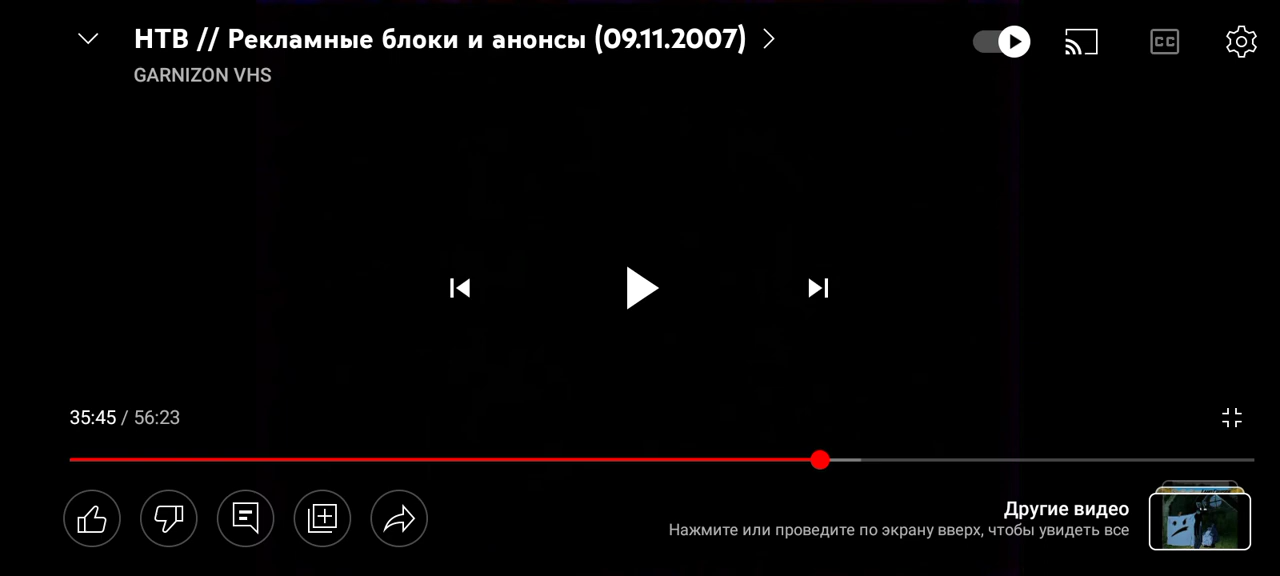 НТВ // Рекламные блоки и анонсы (09.11.2007)
GARNIZON VHS
CC
35:45 / 56:23
Другие видео
Нажмите или проведите по экрану вверх, чтобы увидеть все